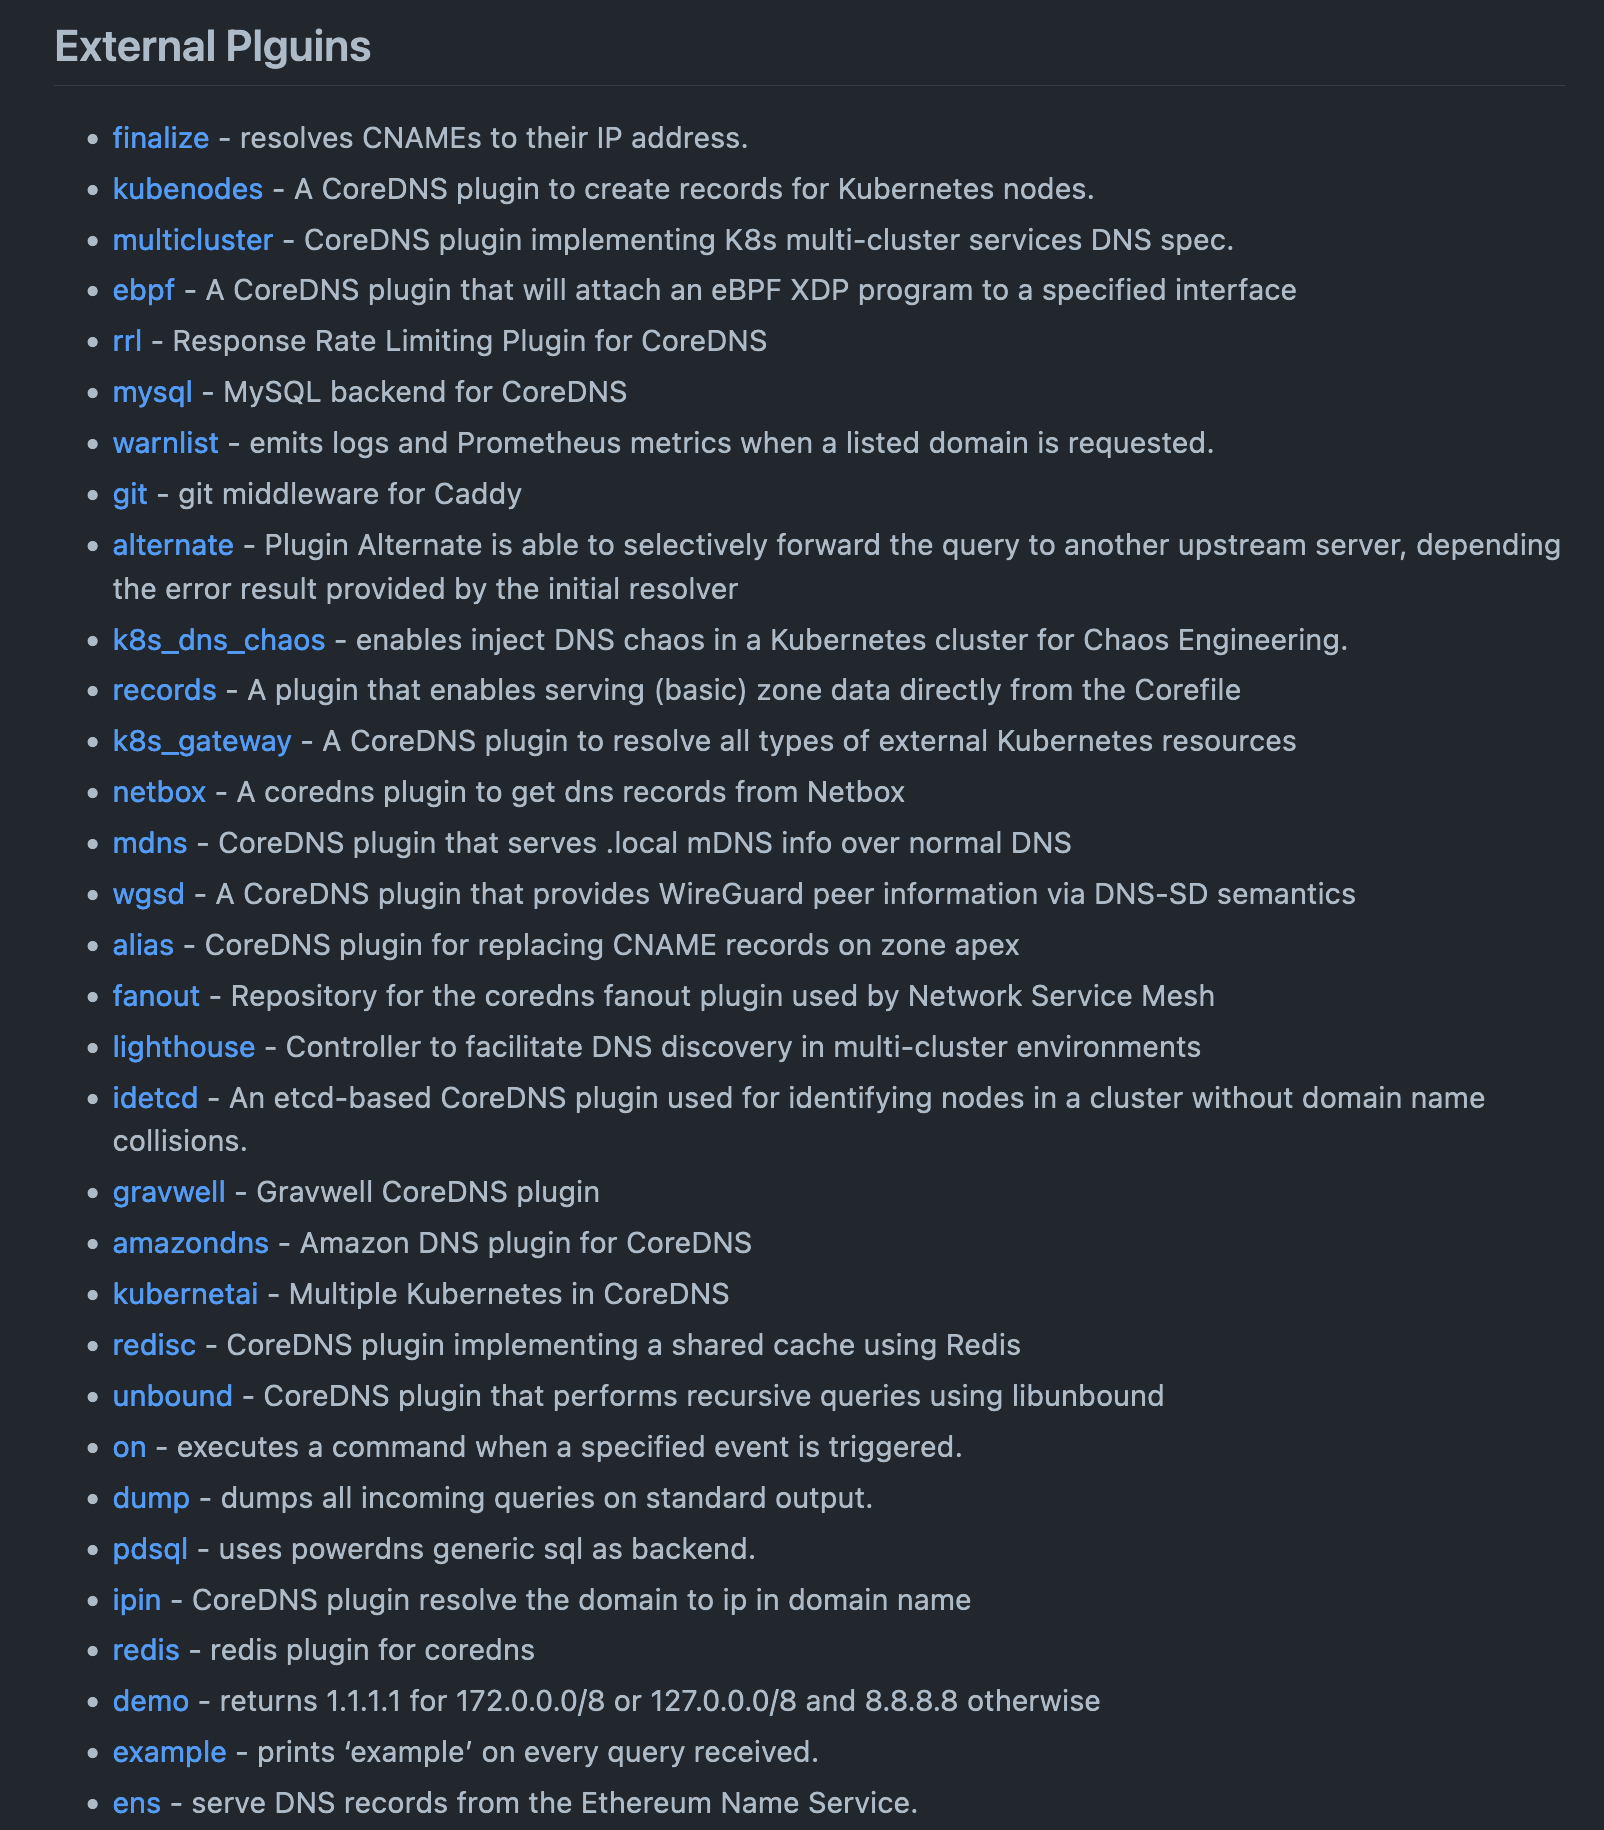 External Plguins
• finalize - resolves CNAMEs to their IP address.
• kubenodes - A CoreDNS plugin to create records for Kubernetes nodes.
• multicluster - CoreDNS plugin implementing K8s multi-cluster services DNS spec.
• ebpf - A CoreDNS plugin that will attach an eBPF XDP program to a specified interface
• rrl - Response Rate Limiting Plugin for CoreDNS
• mysql - MySQL backend for CoreDNS
• warnlist - emits logs and Prometheus metrics when a listed domain is requested.
• git - git middleware for Caddy
• alternate - Plugin Alternate is able to selectively forward the query to another upstream server, depending
the error result provided by the initial resolver
• k8s_dns_chaos - enables inject DNS chaos in a Kubernetes cluster for Chaos Engineering.
• records - A plugin that enables serving (basic) zone data directly from the Corefile
• k8s_gateway - A CoreDNS plugin to resolve all types of external Kubernetes resources
• netbox - A coredns plugin to get dns records from Netbox
• mdns - CoreDNS plugin that serves .local mDNS info over normal DNS
• wgsd - A CoreDNS plugin that provides WireGuard peer information via DNS-SD semantics
• alias - CoreDNS plugin for replacing CNAME records on zone apex
• fanout - Repository for the coredns fanout plugin used by Network Service Mesh
• lighthouse - Controller to facilitate DNS discovery in multi-cluster environments
• idetcd - An etcd-based CoreDNS plugin used for identifying nodes in a cluster without domain name
collisions.
• gravwell - Gravwell CoreDNS plugin
• amazondns - Amazon DNS plugin for CoreDNS
• kubernetai - Multiple Kubernetes in CoreDNS
• redisc - CoreDNS plugin implementing a shared cache using Redis
• unbound - CoreDNS plugin that performs recursive queries using libunbound
• on - executes a command when a specified event is triggered.
• dump - dumps all incoming queries on standard output.
• pdsql - uses powerdns generic sql as backend.
• ipin - CoreDNS plugin resolve the domain to ip in domain name
• redis - redis plugin for coredns
• demo - returns 1.1.1.1 for 172.0.0.0/8 or 127.0.0.0/8 and 8.8.8.8 otherwise
• example - prints ‘example’ on every query received.
• ens - serve DNS records from the Ethereum Name Service.